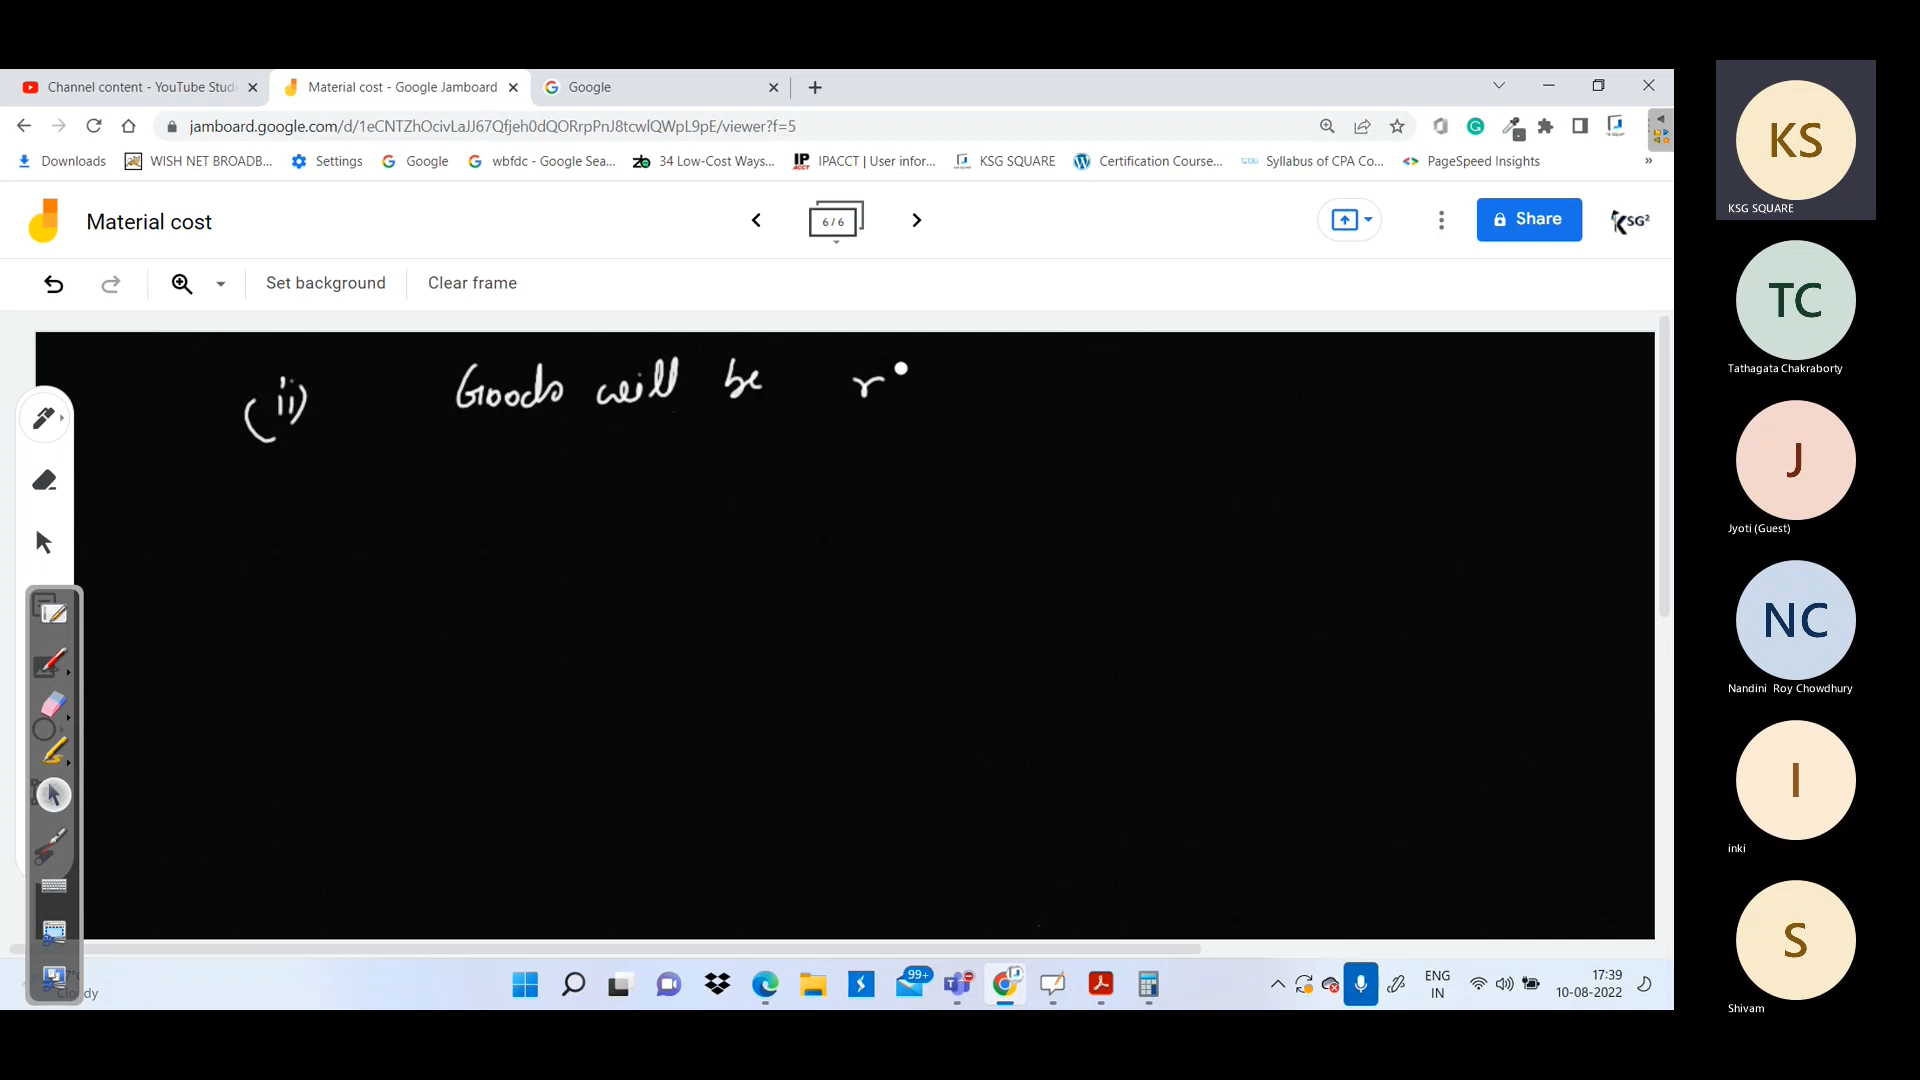 Channel content - YouTube Stud
Material cost - Google Jamboard
Google
jamboard.google.com/d/1eCNTZhOcivLaJJ67Qfjeh0dQORrpPnJ8tcwlQWpL9pE/viewer?f=5
Downloads
WISH NET BROADB...
Settings
Google
wbfdc - Google Sea...
34 Low-Cost Ways...
IPACCT | User infor...
KSG SQUARE
Certification Course...
Syllabus of CPA Co...
PageSpeed Insights
Material cost
6 / 6
Share
KSG²
Set background
Clear frame
(ii) Goods will be r
KS
KSG SQUARE
TC
Tathagata Chakraborty
J
Jyoti (Guest)
NC
Nandini Roy Chowdhury
I
inki
S
Shivam
99+
ENG
IN
17:39
10-08-2022